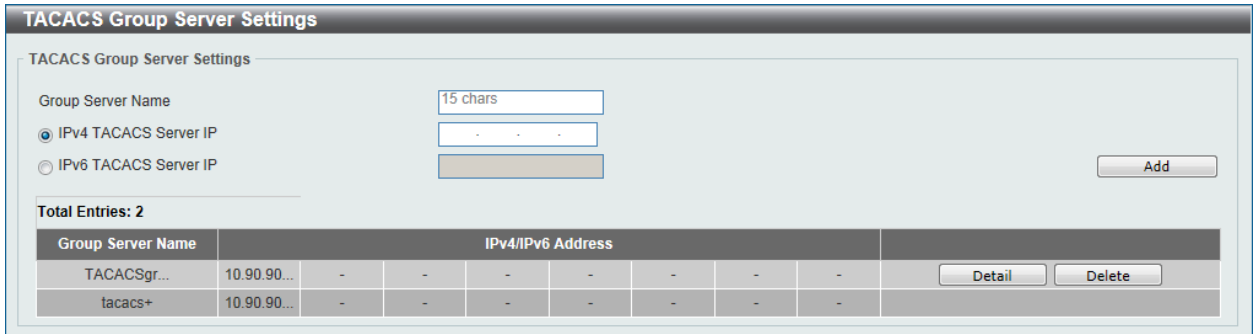 TACACS Group Server Settings
TACACS Group Server Settings
Group Server Name 15 chars
IPv4 TACACS Server IP . . .
IPv6 TACACS Server IP Add
Total Entries: 2
Group Server Name IPv4/IPv6 Address
TACACSgr... 10.90.90... - - - - - - - Detail Delete
tacacs+ 10.90.90... - - - - - - -